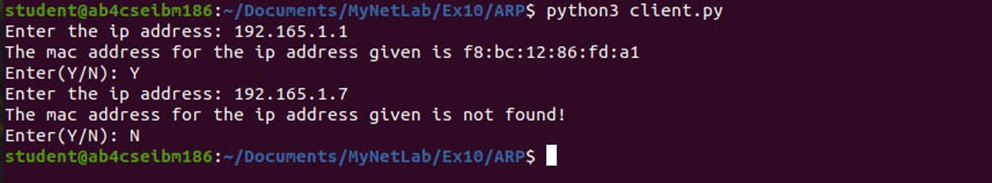 student@ab4cseibm186:~/Documents/MyNetLab/Ex10/ARP$ python3 client.py
Enter the ip address: 192.165.1.1
The mac address for the ip address given is f8:bc:12:86:fd:a1
Enter(Y/N): Y
Enter the ip address: 192.165.1.7
The mac address for the ip address given is not found!
Enter(Y/N): N
student@ab4cseibm186:~/Documents/MyNetLab/Ex10/ARP$